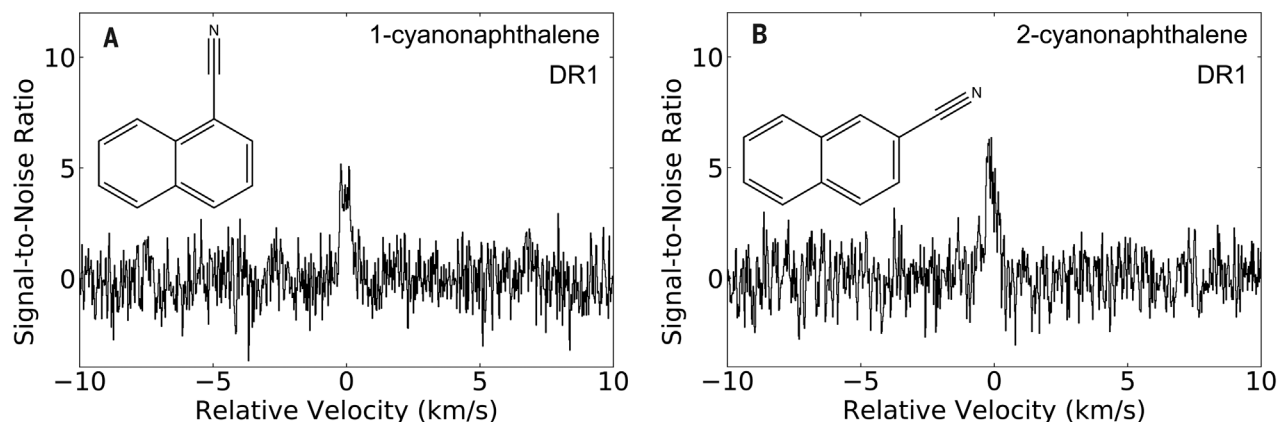 A
1-cyanonaphthalene
DR1
N
10
5
0
Signal-to-Noise Ratio
−10
−5
0
5
10
Relative Velocity (km/s)
B
2-cyanonaphthalene
DR1
N
10
5
0
Signal-to-Noise Ratio
−10
−5
0
5
10
Relative Velocity (km/s)